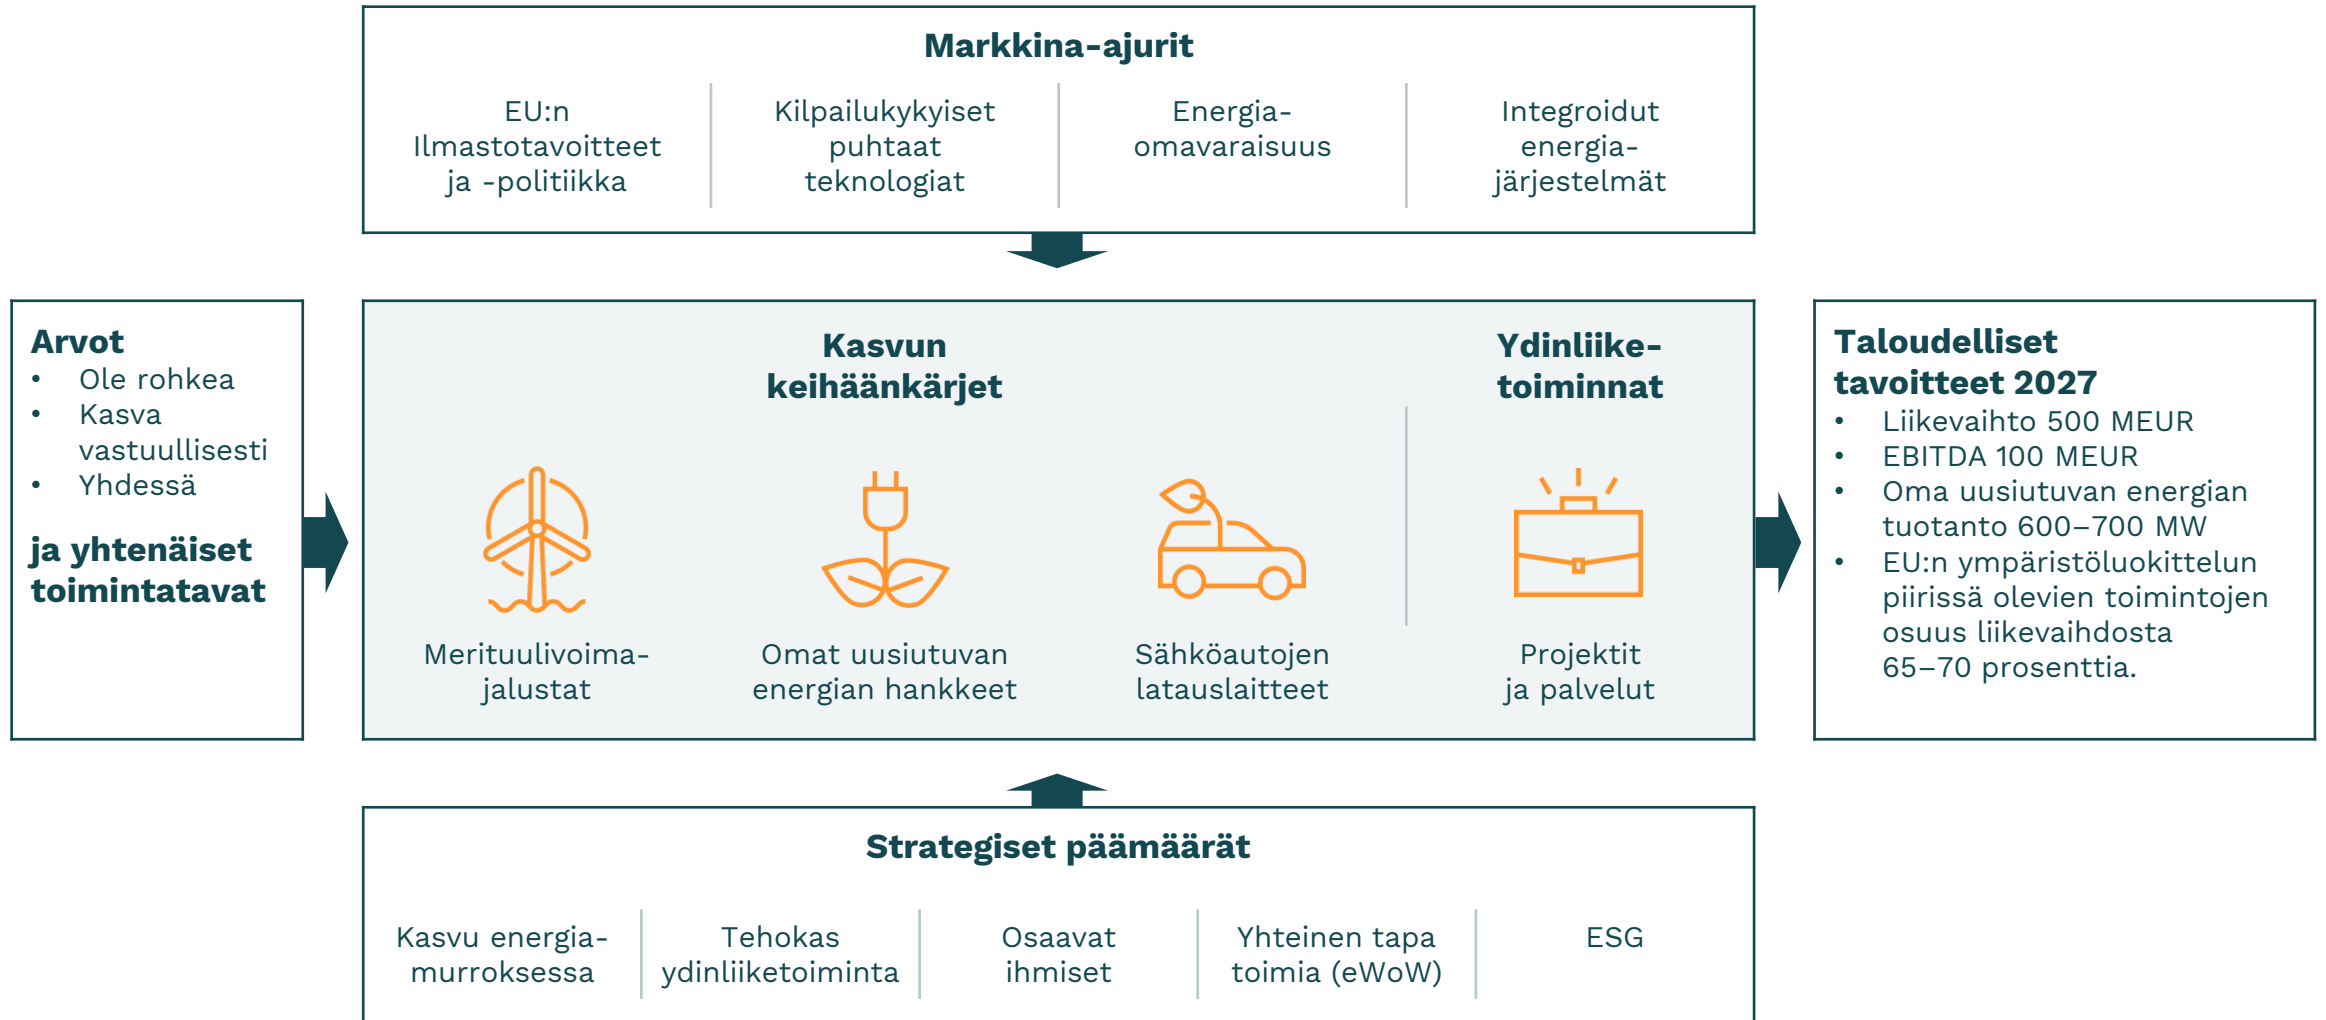 Markkina-ajurit
EU:n
Ilmastotavoitteet
ja -politiikka
Kilpailukykyiset
puhtaat
teknologiat
Energia-
omavaraisuus
Integroidut
energia-
järjestelmät
Arvot
• Ole rohkea
• Kasva
vastuullisesti
• Yhdessä
ja yhtenäiset
toimintatavat
Kasvun
keihäänkärjet
Merituulivoima-
jalustat
Omat uusiutuvan
energian hankkeet
Sähköautojen
latauslaitteet
Ydinliike-
toiminnat
Projektit
ja palvelut
Taloudelliset
tavoitteet 2027
• Liikevaihto 500 MEUR
• EBITDA 100 MEUR
• Oma uusiutuvan energian
tuotanto 600–700 MW
• EU:n ympäristöluokittelun
piirissä olevien toimintojen
osuus liikevaihdosta
65–70 prosenttia.
Strategiset päämäärät
Kasvu energia-
murroksessa
Tehokas
ydinliiketoiminta
Osaavat
ihmiset
Yhteinen tapa
toimia (eWoW)
ESG